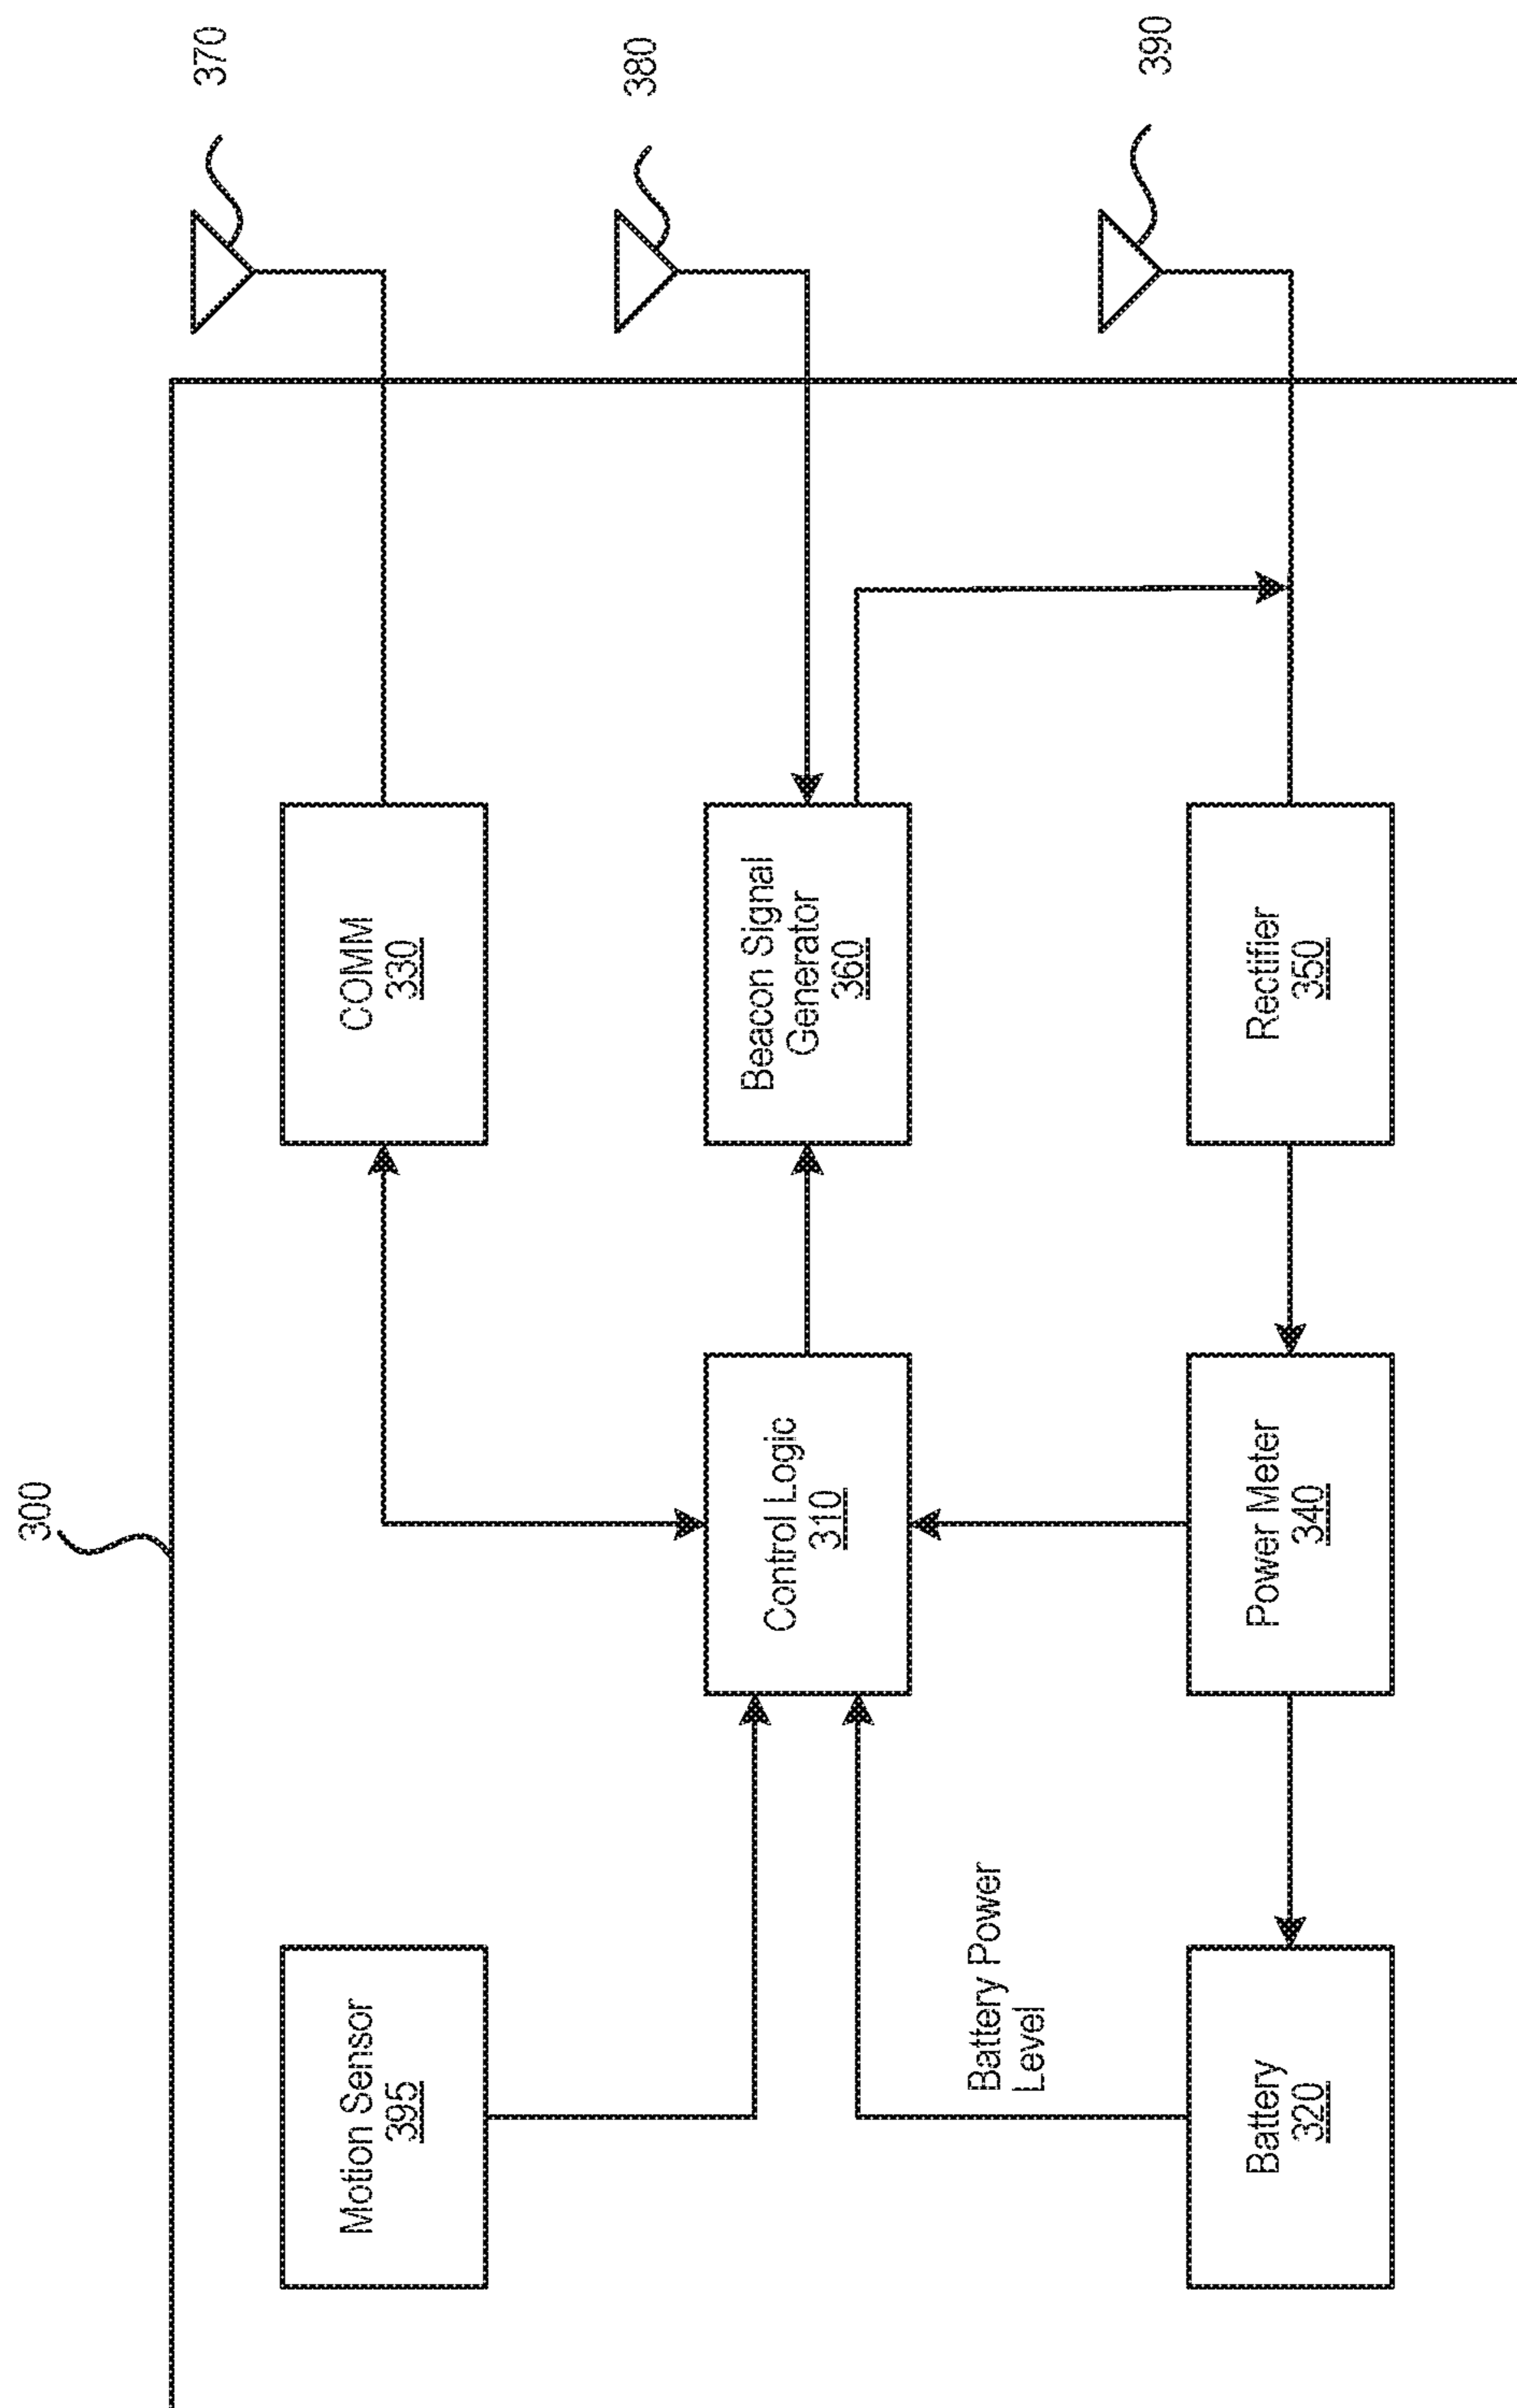 300
Motion Sensor
395
COMM
330
370
Control Logic
310
Beacon Signal
Generator
360
380
Battery Power
Level
Battery
320
Power Meter
340
Rectifier
350
390